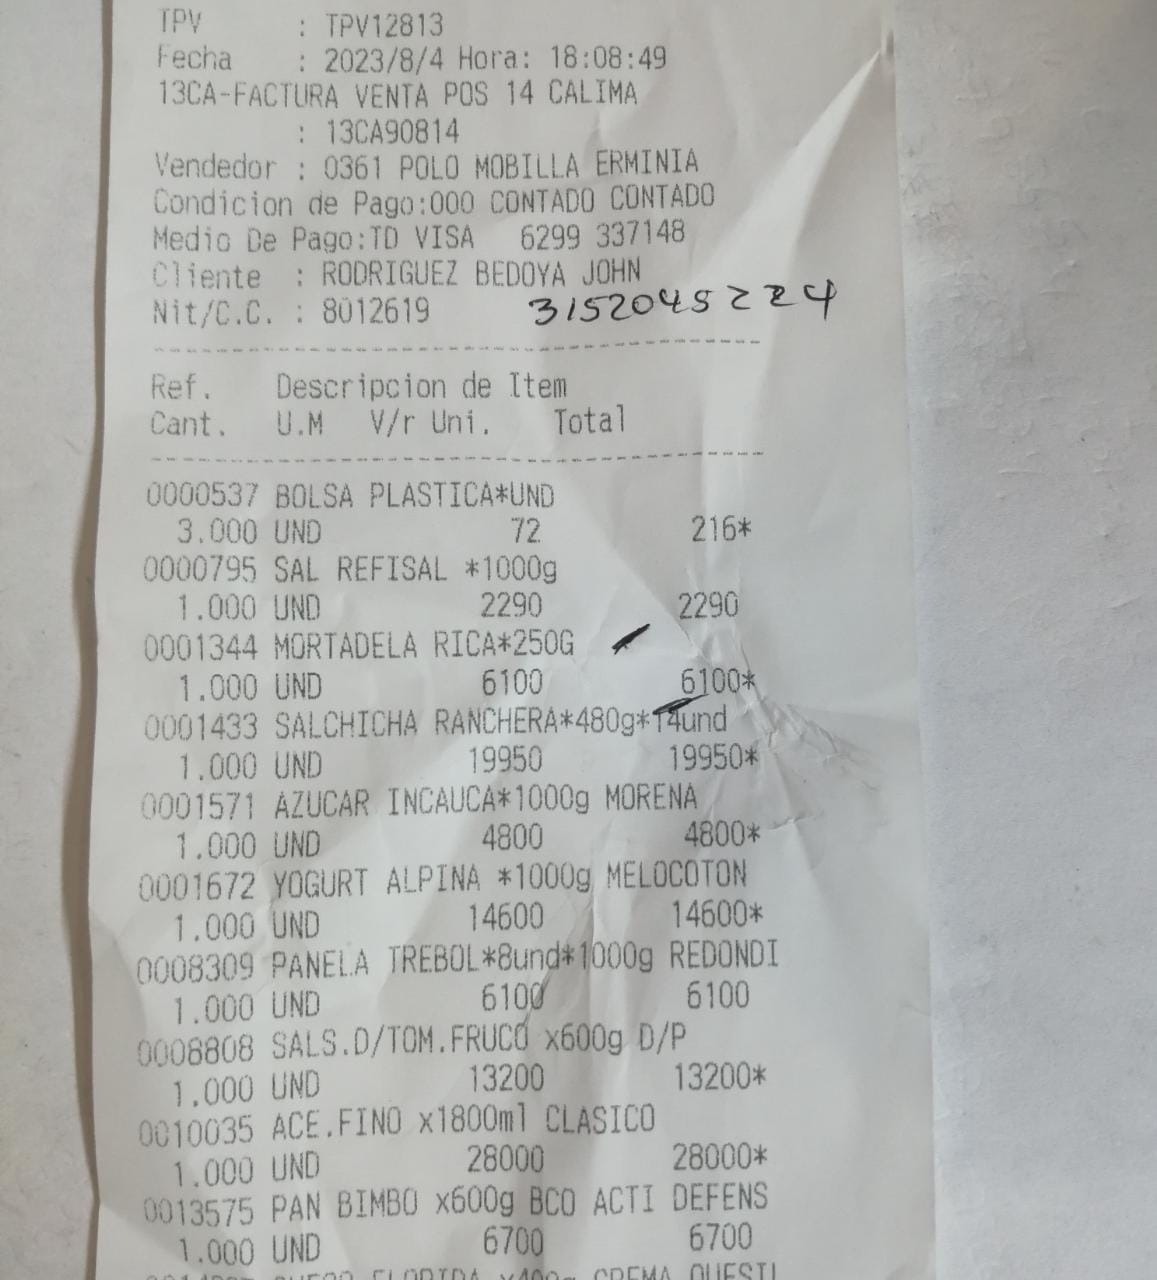 TPV : TPV12813
Fecha : 2023/8/4 Hora: 18:08:49
13CA-FACTURA VENTA POS 14 CALIMA
: 13CA90814
Vendedor : 0361 POLO MOBILLA ERMINIA
Condicion de Pago:000 CONTADO CONTADO
Medio De Pago:TD VISA 6299 337148
Cliente : RODRIGUEZ BEDOYA JOHN
Nit/C.C. : 8012619 3152045224
Ref. Descripcion de Item
Cant. U.M V/r Uni. Total
0000537 BOLSA PLASTICA*UND
3.000 UND 72 216*
0000795 SAL REFISAL *1000g
1.000 UND 2290 2290
0001344 MORTADELA RICA*250G
1.000 UND 6100 6100*
0001433 SALCHICHA RANCHERA*480g*14und
1.000 UND 19950 19950*
0001571 AZUCAR INCAUCA*1000g MORENA
1.000 UND 4800 4800*
0001672 YOGURT ALPINA *1000g MELOCOTON
1.000 UND 14600 14600*
0008309 PANELA TREBOL*8und*1000g REDONDI
1.000 UND 6100 6100
0008808 SALS.D/TOM.FRUCO x600g D/P
1.000 UND 13200 13200*
0010035 ACE.FINO x1800ml CLASICO
1.000 UND 28000 28000*
0013575 PAN BIMBO x600g BCO ACTI DEFENS
1.000 UND 6700 6700
FLORIDA x400g CREMA